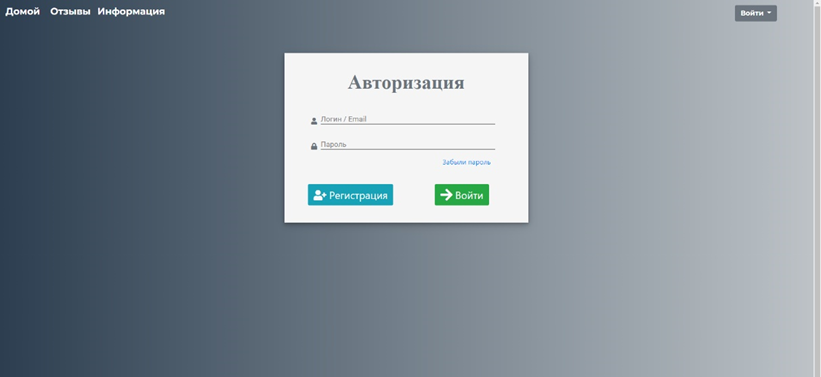 Домой Отзывы Информация Войти
Авторизация
Логин / Email
Пароль
Забыли пароль
Регистрация Войти